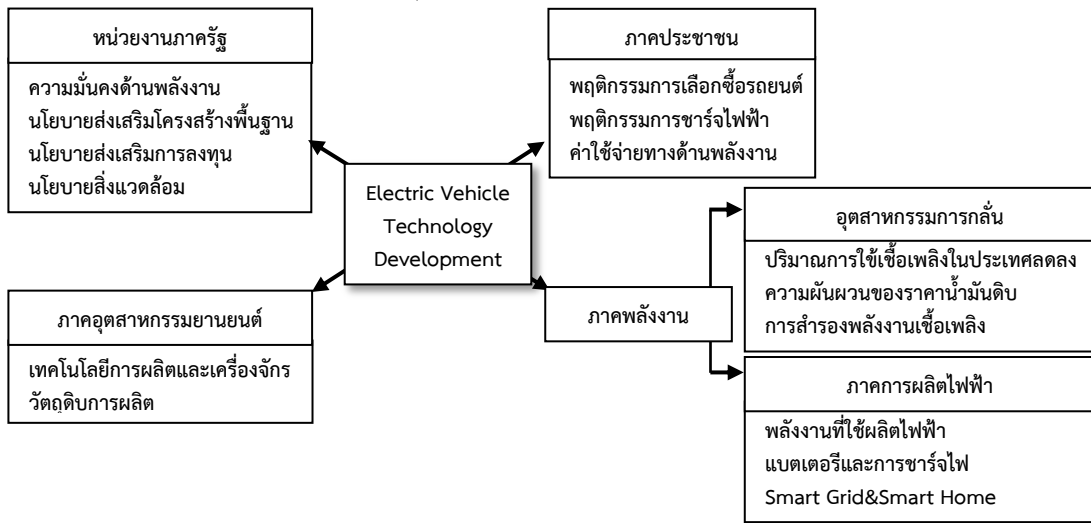 หน่วยงานภาครัฐ
ความมั่นคงด้านพลังงาน
นโยบายส่งเสริมโครงสร้างพื้นฐาน
นโยบายส่งเสริมการลงทุน
นโยบายสิ่งแวดล้อม
ภาคประชาชน
พฤติกรรมการเลือกซื้อรถยนต์
พฤติกรรมการชาร์จไฟฟ้า
ค่าใช้จ่ายทางด้านพลังงาน
Electric Vehicle
Technology
Development
ภาคอุตสาหกรรมยานยนต์
เทคโนโลยีการผลิตและเครื่องจักร
วัตถุดิบการผลิต
ภาคพลังงาน
อุตสาหกรรมการกลั่น
ปริมาณการใช้เชื้อเพลิงในประเทศลดลง
ความผันผวนของราคาน้ำมันดิบ
การสำรองพลังงานเชื้อเพลิง
ภาคการผลิตไฟฟ้า
พลังงานที่ใช้ผลิตไฟฟ้า
แบตเตอรีและการชาร์จไฟ
Smart Grid&Smart Home